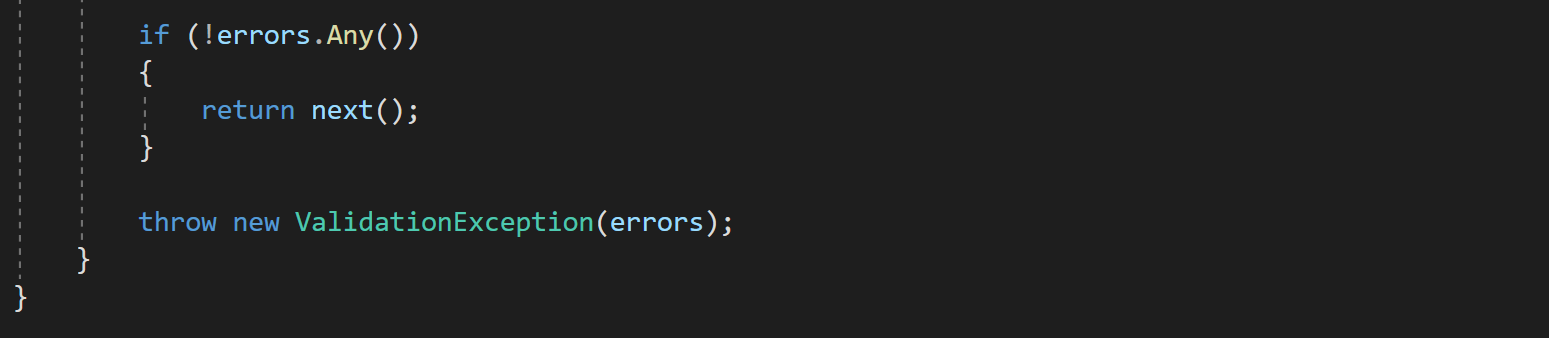 if (!errors.Any())
{
return next();
}
throw new ValidationException(errors);
}
}